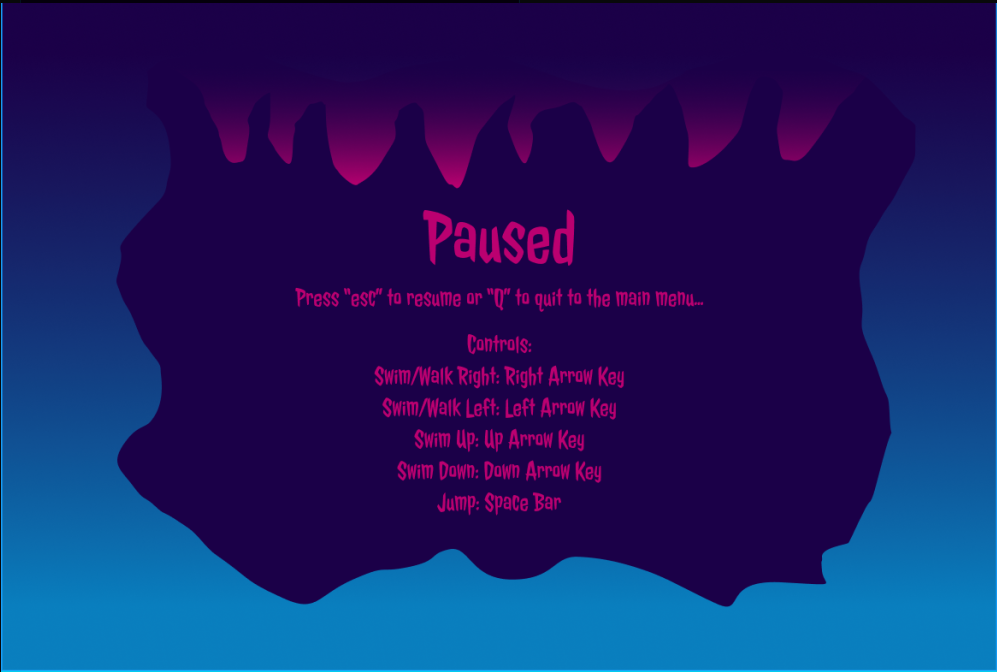 Paused
Press "esc" to resume or "Q" to quit to the main menu...
Controls:
Swim/Walk Right: Right Arrow Key
Swim/Walk Left: Left Arrow Key
Swim Up: Up Arrow Key
Swim Down: Down Arrow Key
Jump: Space Bar